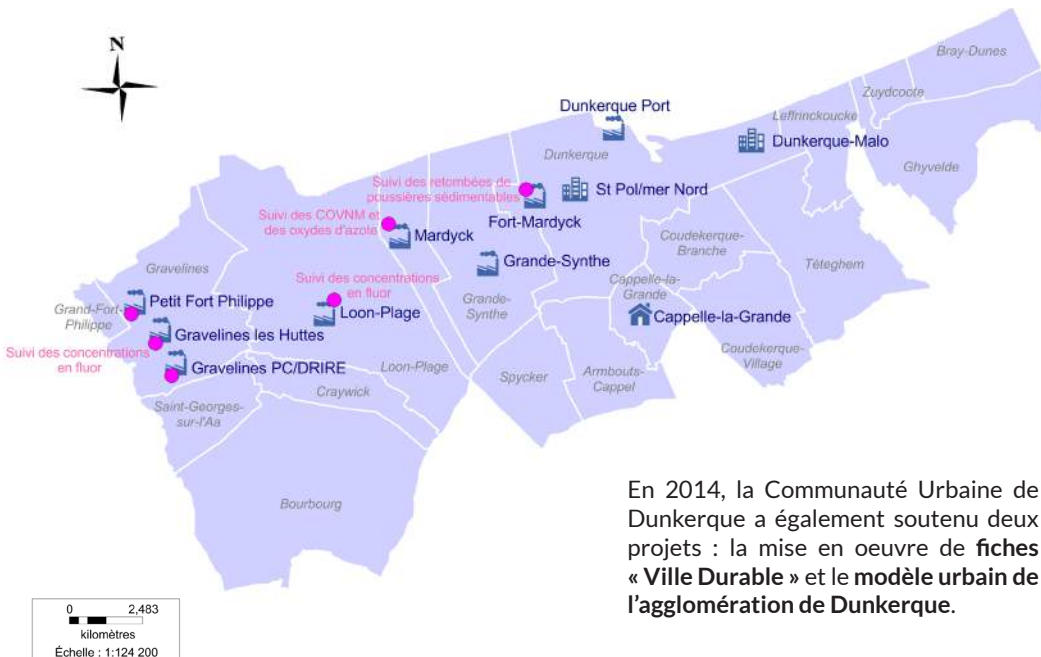 N
Bray-Dunes
Zuydcoote
Leffrinckoucke
Dunkerque Port
Dunkerque
Dunkerque-Malo
Ghyvelde
Suivi des retombées de
poussières sédimentables
St Pol/mer Nord
Fort-Mardyck
Suivi des COVNM et
des oxydes d'azote
Mardyck
Coudekerque-
Branche
Téteghem
Grande-Synthe
Gravelines
Suivi des concentrations
en fluor
Cappelle-la-
Grande
Petit Fort Philippe
Grand-Fort-
Philippe
Loon-Plage
Grande-
Synthe
Cappelle-la-Grande
Gravelines les Huttes
Suivi des concentrations
en fluor
Gravelines PC/DRIRE
Loon-Plage
Coudekerque-
Village
Craywick
Spycker
Armbouts-
Cappel
Saint-Georges-
sur-l'Aa
Bourbourg
En 2014, la Communauté Urbaine de
Dunkerque a également soutenu deux
projets : la mise en oeuvre de fiches
« Ville Durable » et le modèle urbain de
l'agglomération de Dunkerque.
0 2,483
kilomètres
Échelle : 1:124 200